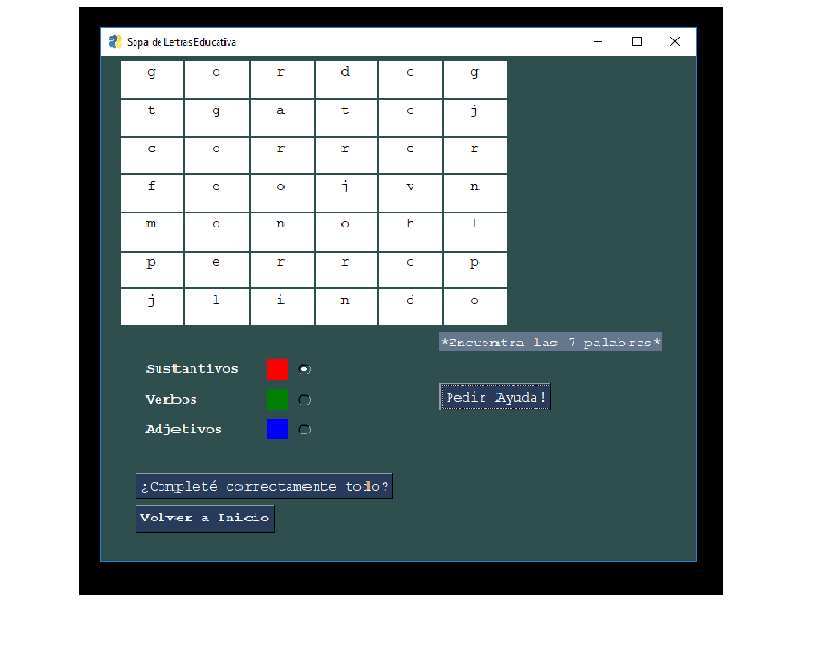 Sopa de Letras Educativa
g o r d o g
t g a t o j
c o r r e r
f e o j v n
m a n o h
p e r r o p
j l i n d o
*Encuentra las 7 palabras*
Sustantivos
Verbos
Pedir Ayuda!
Adjetivos
¿Completé correctamente todo?
Volver a Inicio